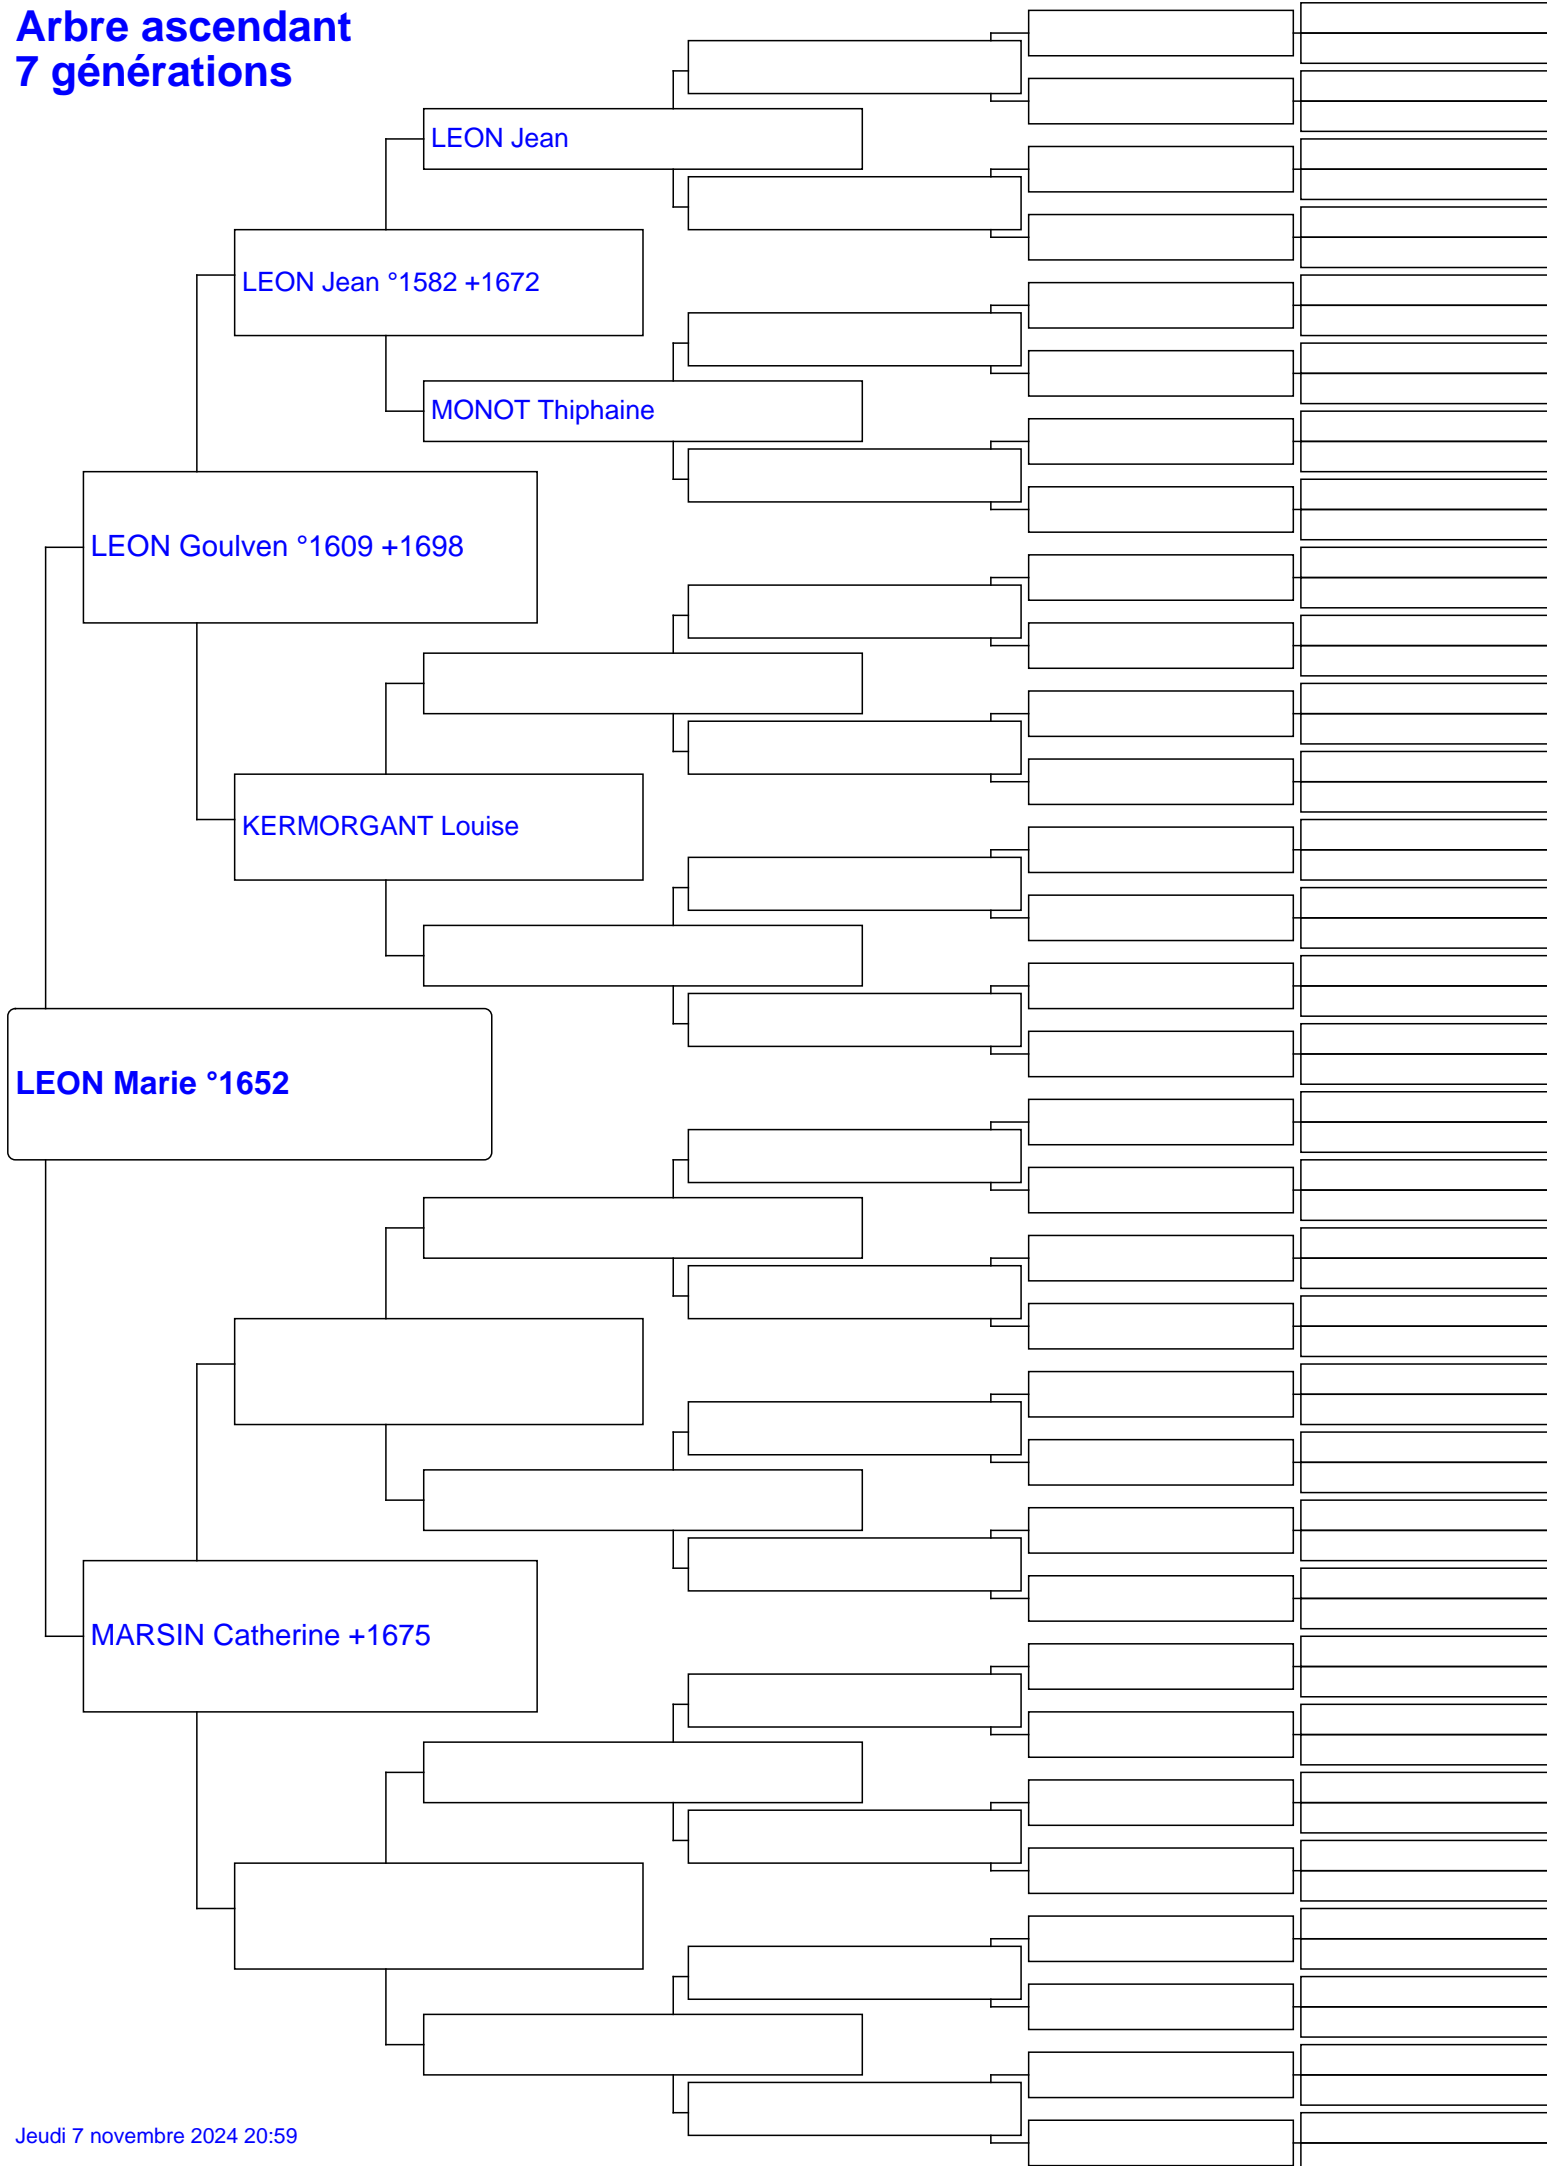 Arbre ascendant
7 générations
LEON Jean
LEON Jean °1582 +1672
MONOT Thiphaine
LEON Goulven °1609 +1698
KERMORGANT Louise
LEON Marie °1652
MARSIN Catherine +1675
Jeudi 7 novembre 2024 20:59